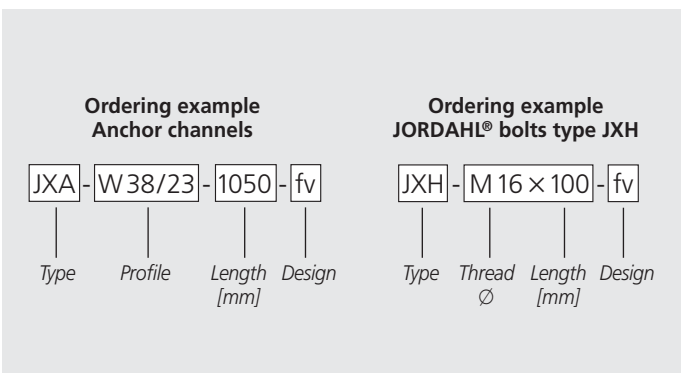 Ordering example
Anchor channels
JXA - W 38/23 - 1050 - fv
Type Profile Length Design
[mm]
Ordering example
JORDAHL® bolts type JXH
JXH - M 16 × 100 - fv
Type Thread Length Design
Ø [mm]